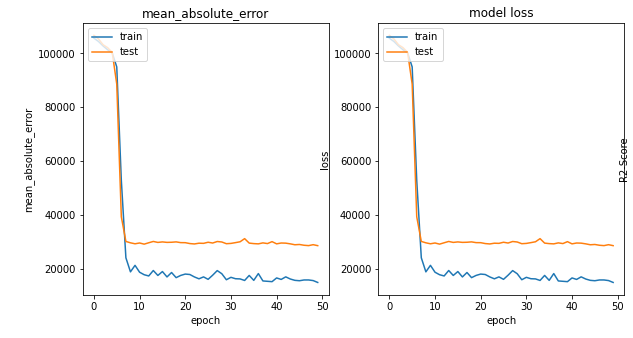 mean_absolute_error
train
test
100000
80000
60000
40000
20000
mean_absolute_error
0 10 20 30 40 50
epoch
model loss
train
test
100000
80000
60000
40000
20000
loss
0 10 20 30 40 50
epoch
R2 Score